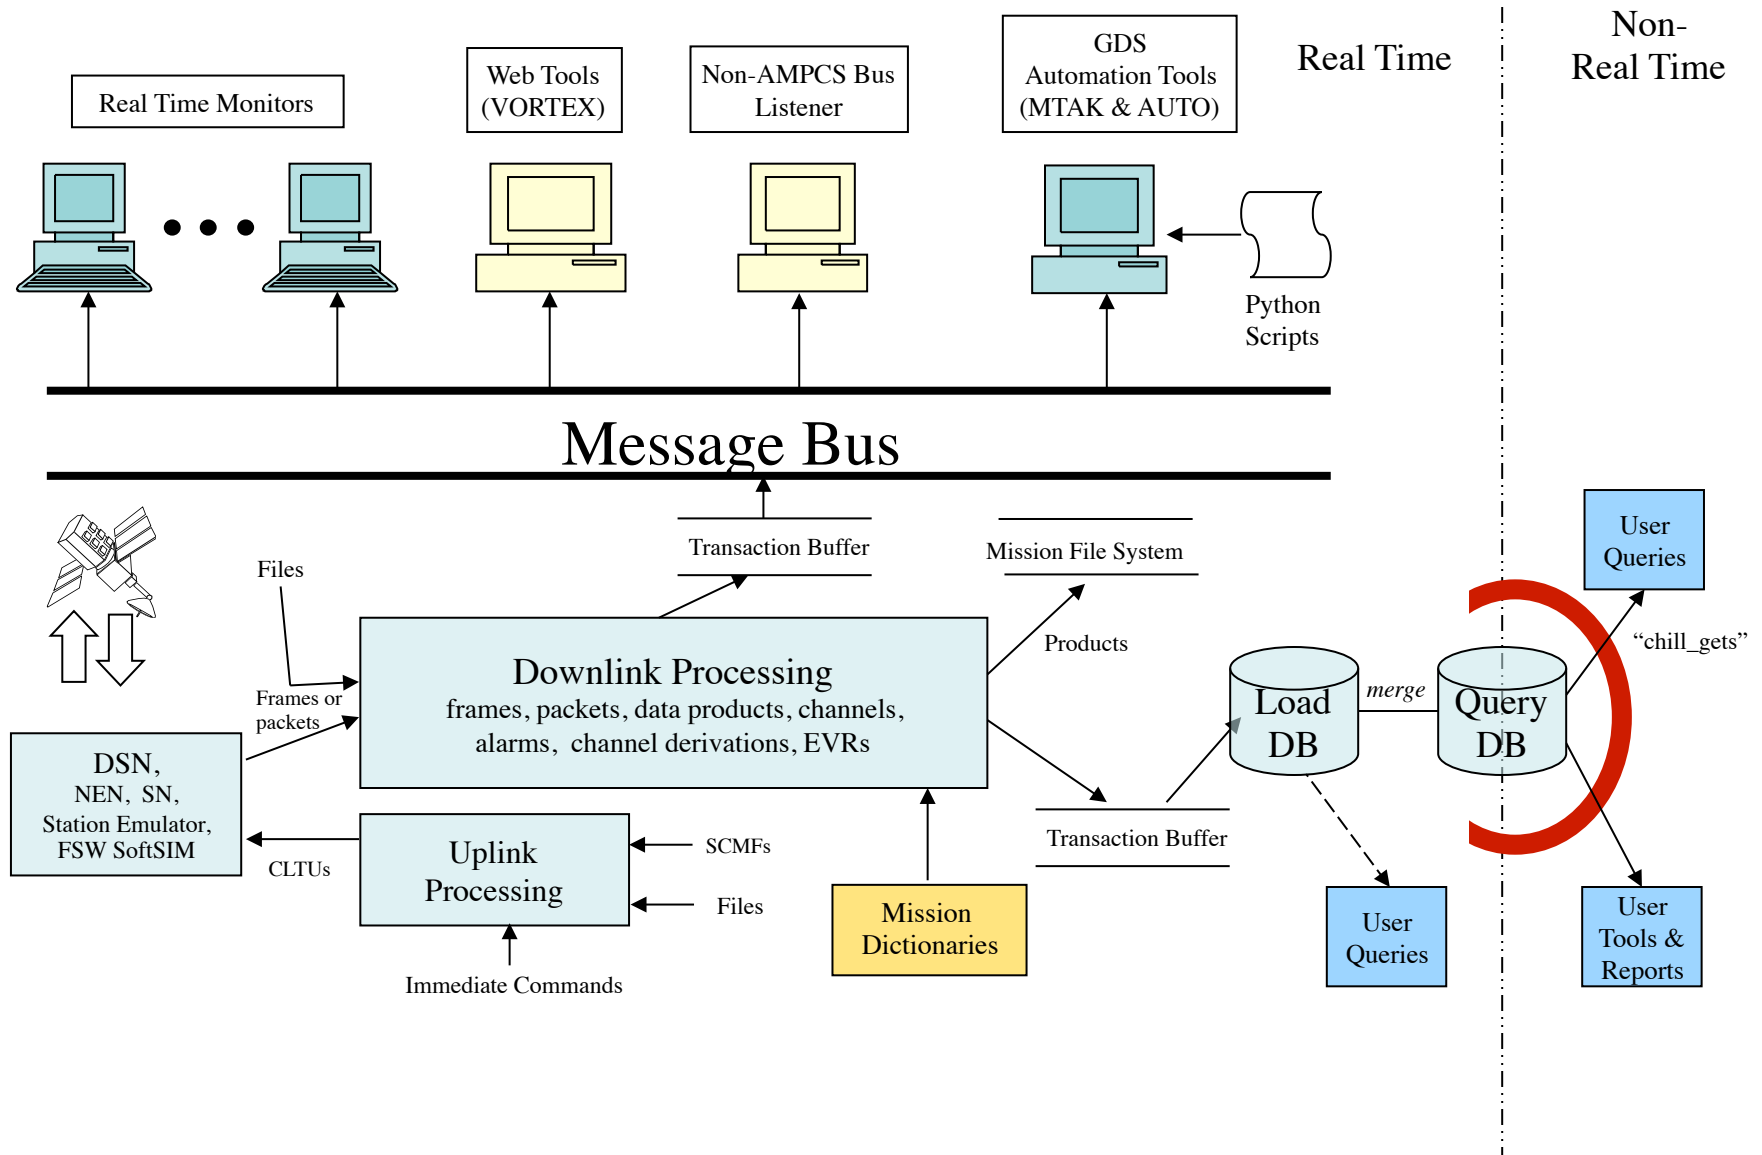 Non-
Real Time
Real Time
GDS
Automation Tools
(MTAK & AUTO)
Non-AMPCS Bus
Listener
Web Tools
(VORTEX)
Real Time Monitors
Python
Scripts
Message Bus
Transaction Buffer
Mission File System
User
Queries
Files
“chill_gets”
Products
Downlink Processing
frames, packets, data products, channels,
alarms, channel derivations, EVRs
Frames or
packets
Load
DB
merge
Query
DB
DSN,
NEN, SN,
Station Emulator,
FSW SoftSIM
CLTUs
Uplink
Processing
SCMFs
Files
Immediate Commands
Transaction Buffer
Mission
Dictionaries
User
Queries
User
Tools &
Reports